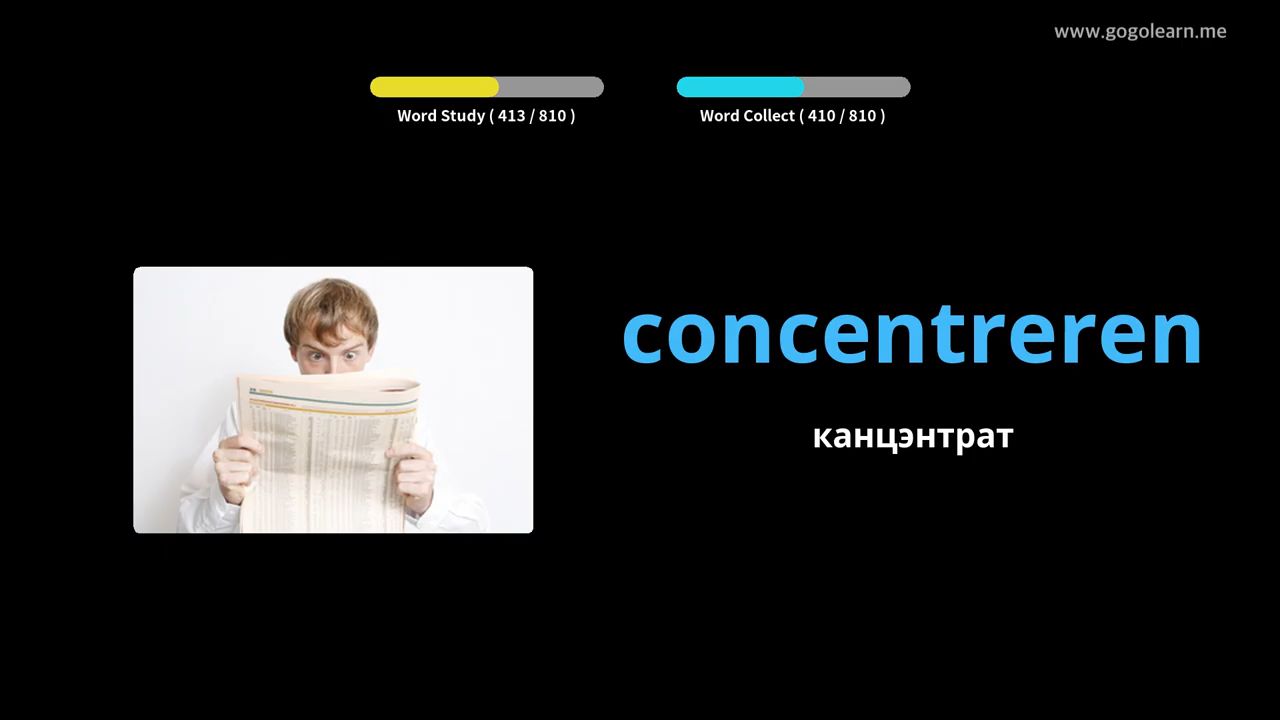 www.gogolearn.me
Word Study ( 413 / 810 )
Word Collect ( 410 / 810 )
concentreren
канцэнтрат